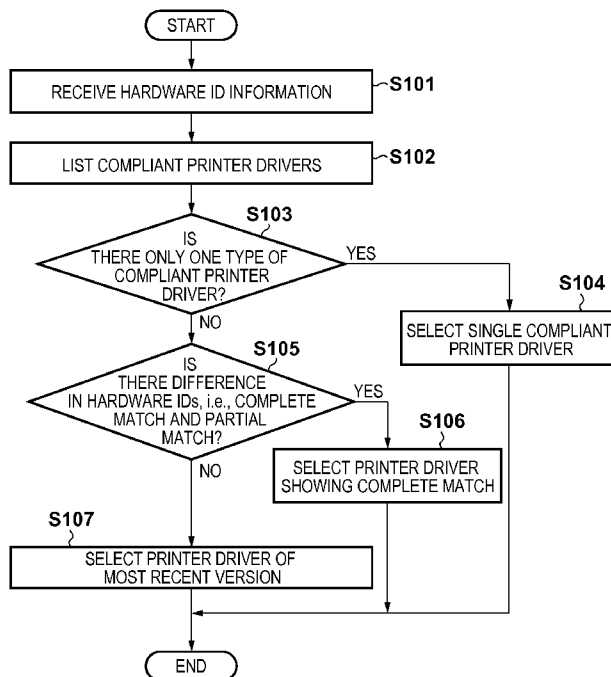 START
RECEIVE HARDWARE ID INFORMATION
S101
LIST COMPLIANT PRINTER DRIVERS
S102
S103
IS
THERE ONLY ONE TYPE OF
COMPLIANT PRINTER
DRIVER?
YES
NO
S104
SELECT SINGLE COMPLIANT
PRINTER DRIVER
S105
IS
THERE DIFFERENCE
IN HARDWARE IDs, i.e., COMPLETE
MATCH AND PARTIAL
MATCH?
YES
NO
S106
SELECT PRINTER DRIVER
SHOWING COMPLETE MATCH
S107
SELECT PRINTER DRIVER OF
MOST RECENT VERSION
END